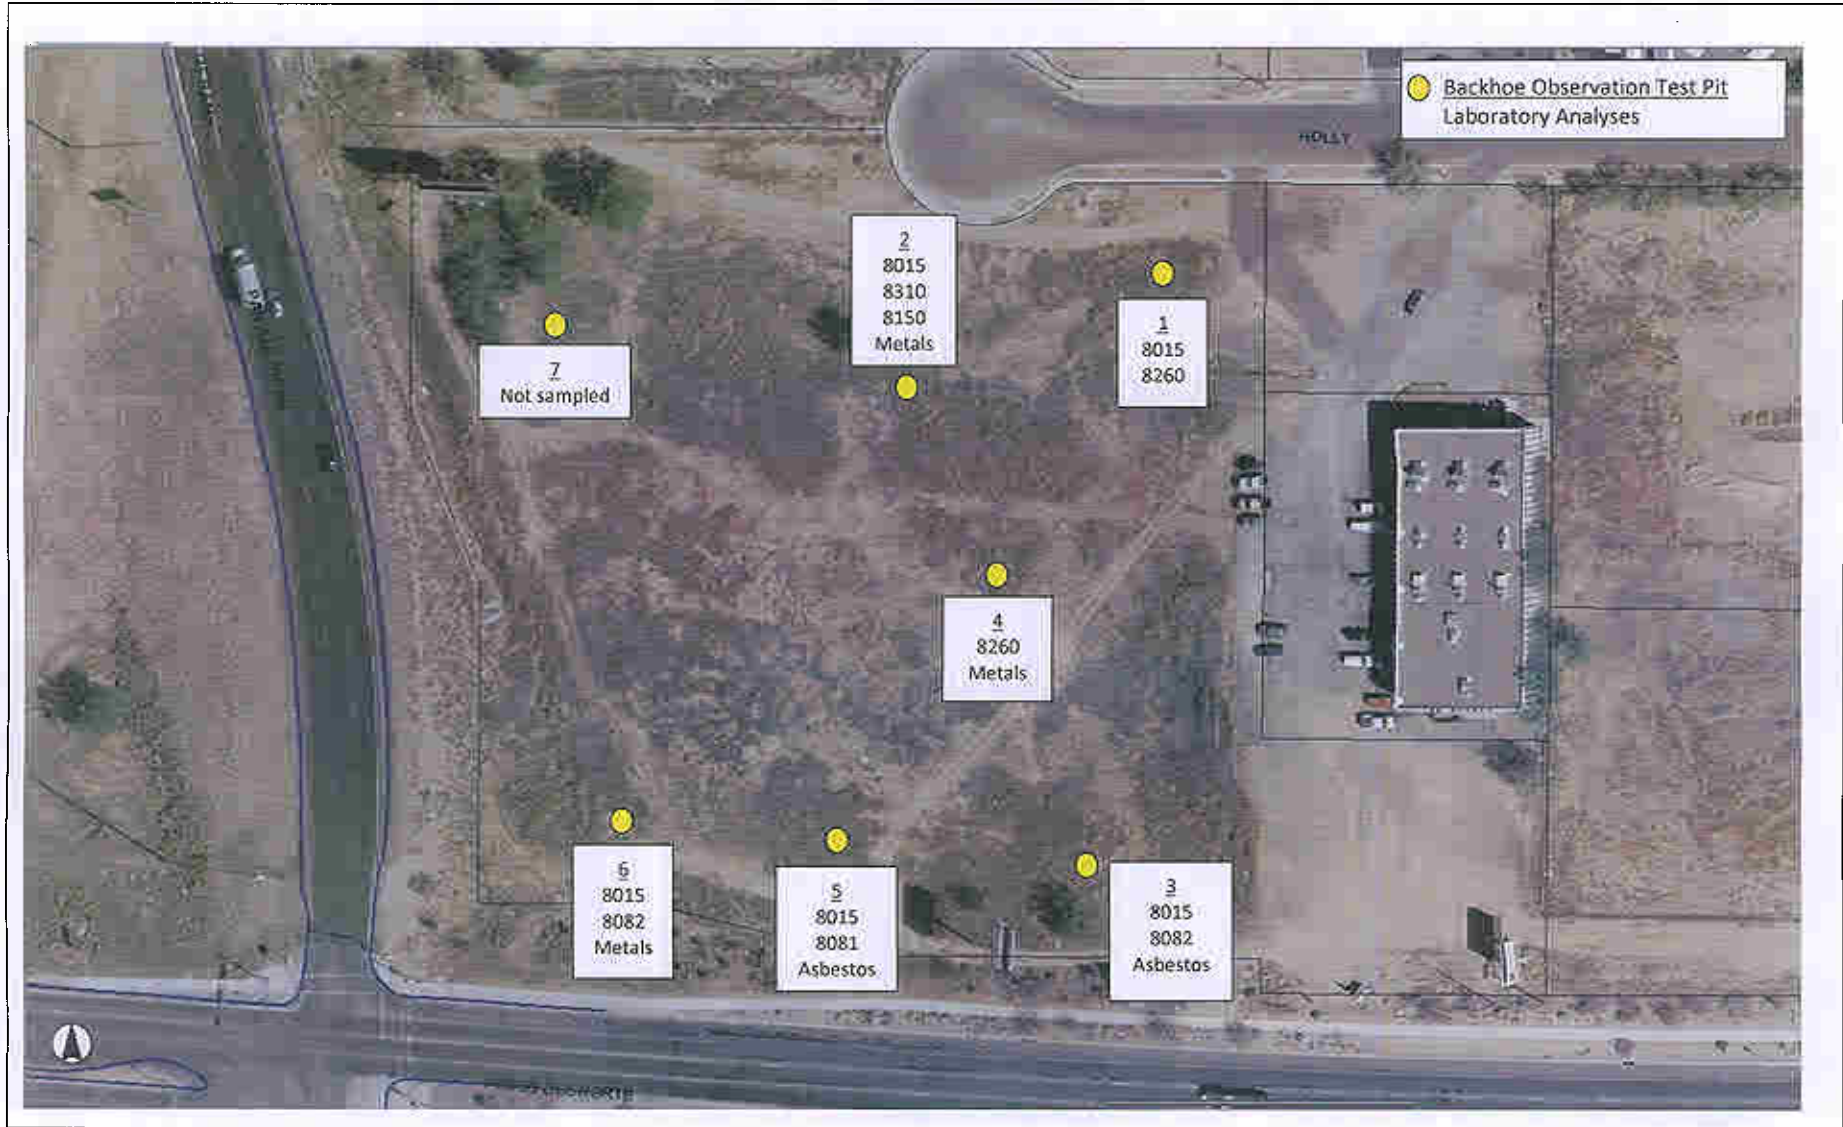 Backhoe Observation Test Pit
Laboratory Analyses
HOLLY
2
8015
8310
8150
Metals
1
8015
8260
7
Not sampled
4
8260
Metals
6
8015
8082
Metals
5
8015
8081
Asbestos
3
8015
8082
Asbestos